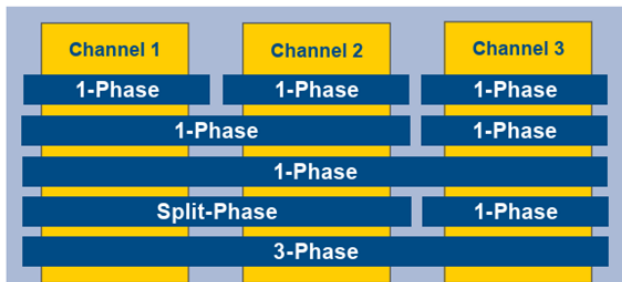 Channel 1 Channel 2 Channel 3
1-Phase 1-Phase 1-Phase
1-Phase 1-Phase
1-Phase
Split-Phase 1-Phase
3-Phase